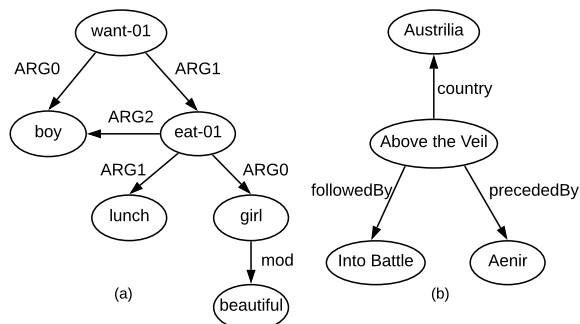 want-01
Austrilia
ARG0
ARG1
country
ARG2
boy
eat-01
Above the Veil
ARG1
ARG0
followedBy
precededBy
lunch
girl
mod
Into Battle
Aenir
(a)
(b)
beautiful